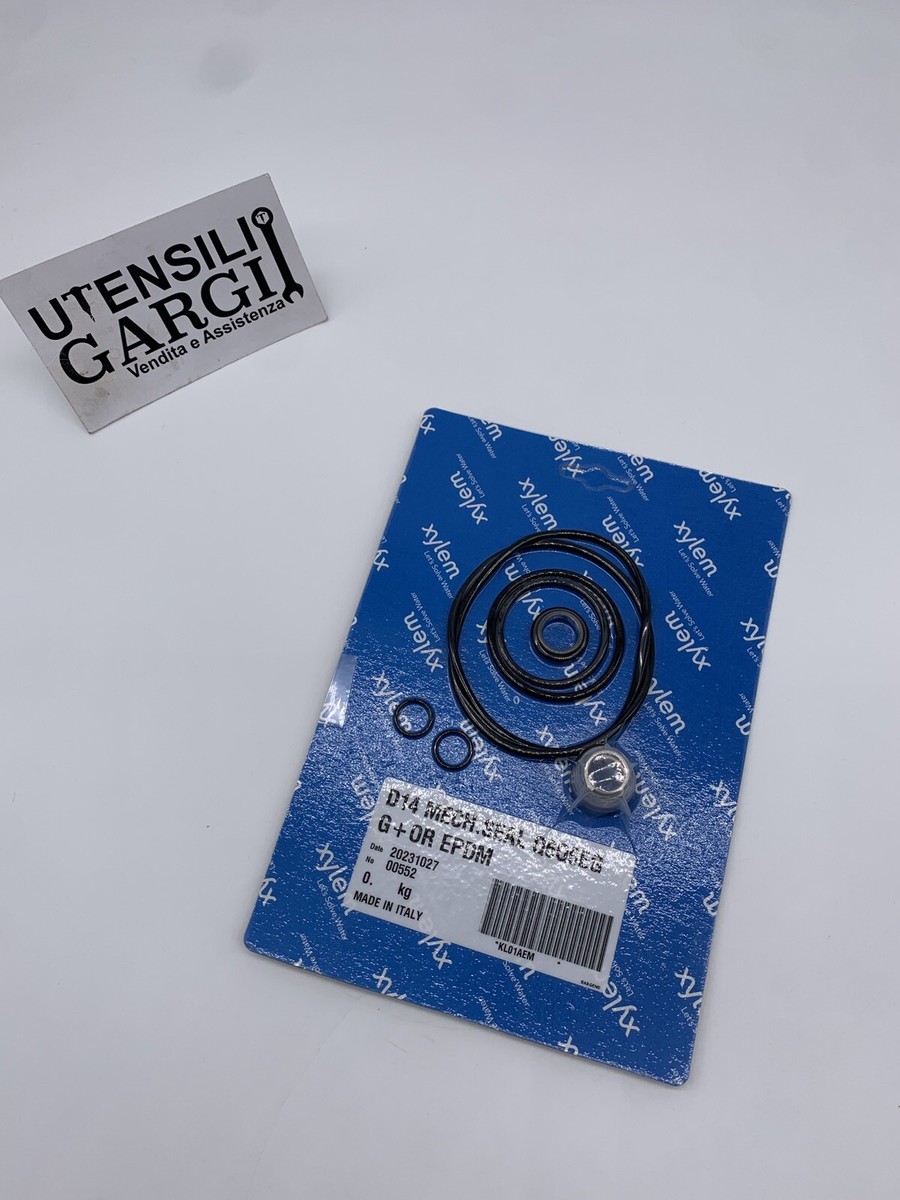 UTENSILI
GARGI
Vendita e Assistenza
xylem
Let's Solve Water
D14 MECH.SEAL
G+OR EPDM
Date 20231027
No 00552
0. kg
MADE IN ITALY
*KL01AEM *